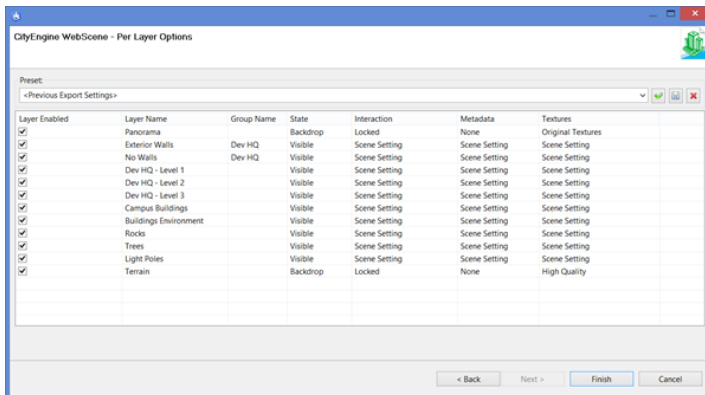 CityEngine WebScene - Per Layer Options
Preset:
<Previous Export Settings>
Layer Enabled Layer Name Group Name State Interaction Metadata Textures
Panorama Backdrop Locked None Original Textures
Exterior Walls Dev HQ Visible Scene Setting Scene Setting Scene Setting
No Walls Dev HQ Visible Scene Setting Scene Setting Scene Setting
Dev HQ - Level 1 Visible Scene Setting Scene Setting Scene Setting
Dev HQ - Level 2 Visible Scene Setting Scene Setting Scene Setting
Dev HQ - Level 3 Visible Scene Setting Scene Setting Scene Setting
Campus Buildings Visible Scene Setting Scene Setting Scene Setting
Buildings Environment Visible Scene Setting Scene Setting Scene Setting
Rocks Visible Scene Setting Scene Setting Scene Setting
Trees Visible Scene Setting Scene Setting Scene Setting
Light Poles Visible Scene Setting Scene Setting Scene Setting
Terrain Backdrop Locked None High Quality
< Back Next > Finish Cancel